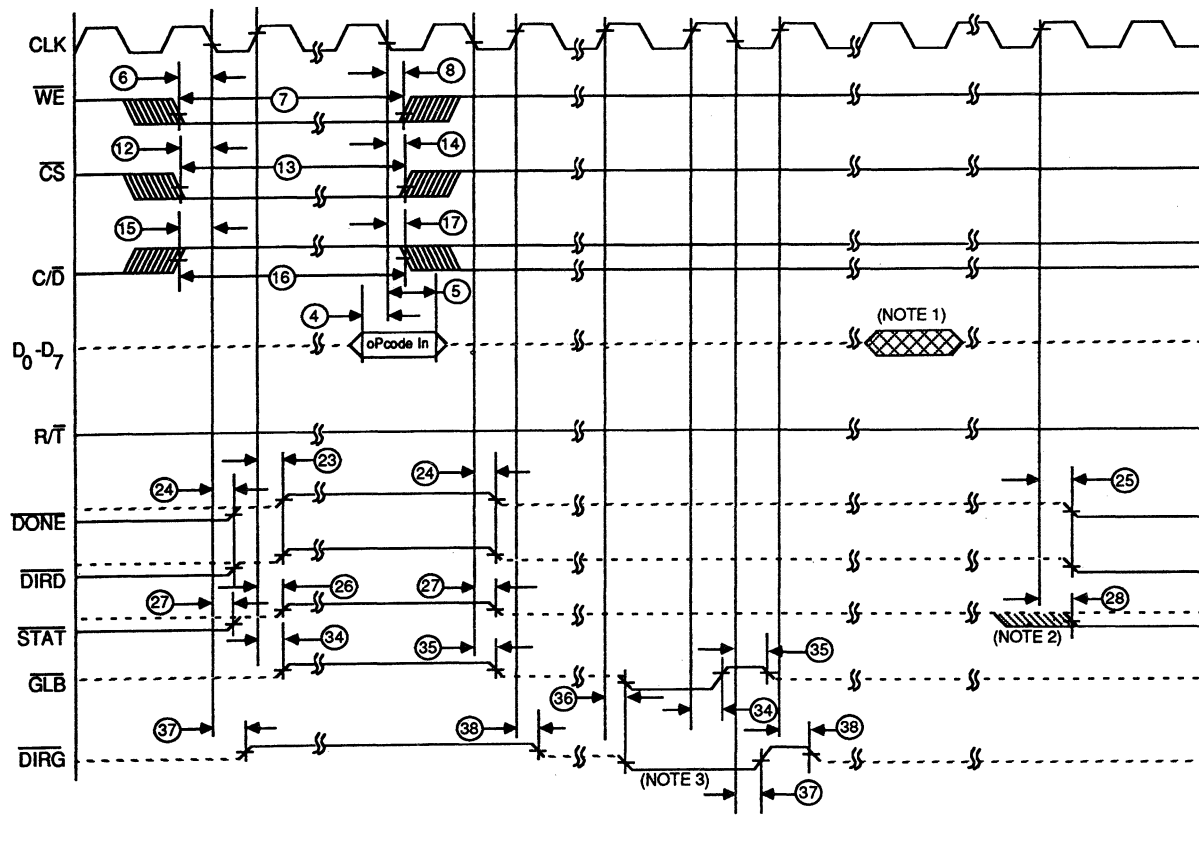 CLK
6
8
WE
7
12
14
CS
13
15
17
C/D
16
5
4
(NOTE 1)
D0-D7
oPcode In
R/T
23
24
24
25
DONE
DIRD
26
27
27
28
STAT
(NOTE 2)
34
35
35
GLB
36
34
37
38
38
DIRG
(NOTE 3)
37